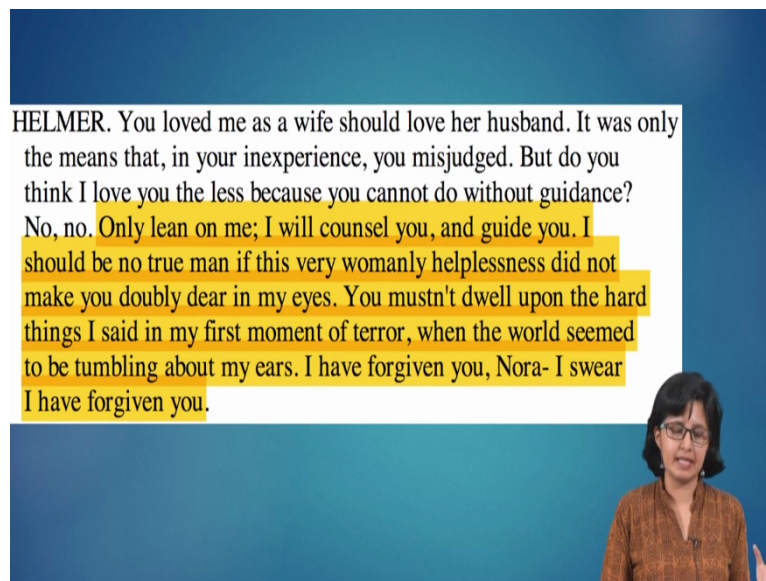 HELMER. You loved me as a wife should love her husband. It was only
the means that, in your inexperience, you misjudged. But do you
think I love you the less because you cannot do without guidance?
No, no. Only lean on me; I will counsel you, and guide you. I
should be no true man if this very womanly helplessness did not
make you doubly dear in my eyes. You mustn't dwell upon the hard
things I said in my first moment of terror, when the world seemed
to be tumbling about my ears. I have forgiven you, Nora- I swear
I have forgiven you.